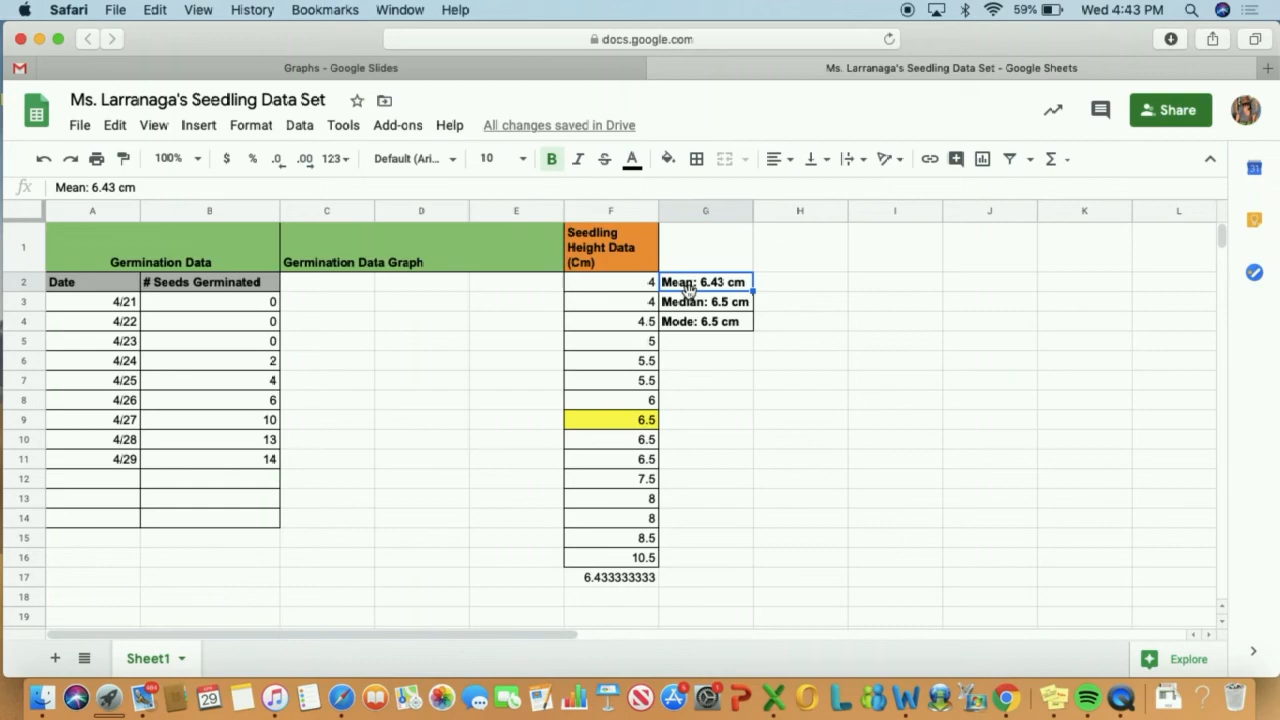 Safari File Edit View History Bookmarks Window Help 59% Wed 4:43 PM
docs.google.com
Graphs - Google Slides Ms. Larranaga's Seedling Data Set - Google Sheets
Ms. Larranaga's Seedling Data Set
File Edit View Insert Format Data Tools Add-ons Help All changes saved in Drive
Share
100% $ % .0 .00 123 Default (Ari... 10 B I S A Σ
fx Mean: 6.43 cm
A B C D E F G H I J K L
1 Germination Data Germination Data Graph Seedling
Height Data
(Cm)
2 Date # Seeds Germinated 4 Mean: 6.43 cm
3 4/21 0 4 Median: 6.5 cm
4 4/22 0 4.5 Mode: 6.5 cm
5 4/23 0 5
6 4/24 2 5.5
7 4/25 4 5.5
8 4/26 6 6
9 4/27 10 6.5
10 4/28 13 6.5
11 4/29 14 6.5
12 7.5
13 8
14 8
15 8.5
16 10.5
17 6.433333333
18
19
+ Sheet1 Explore
APR
29